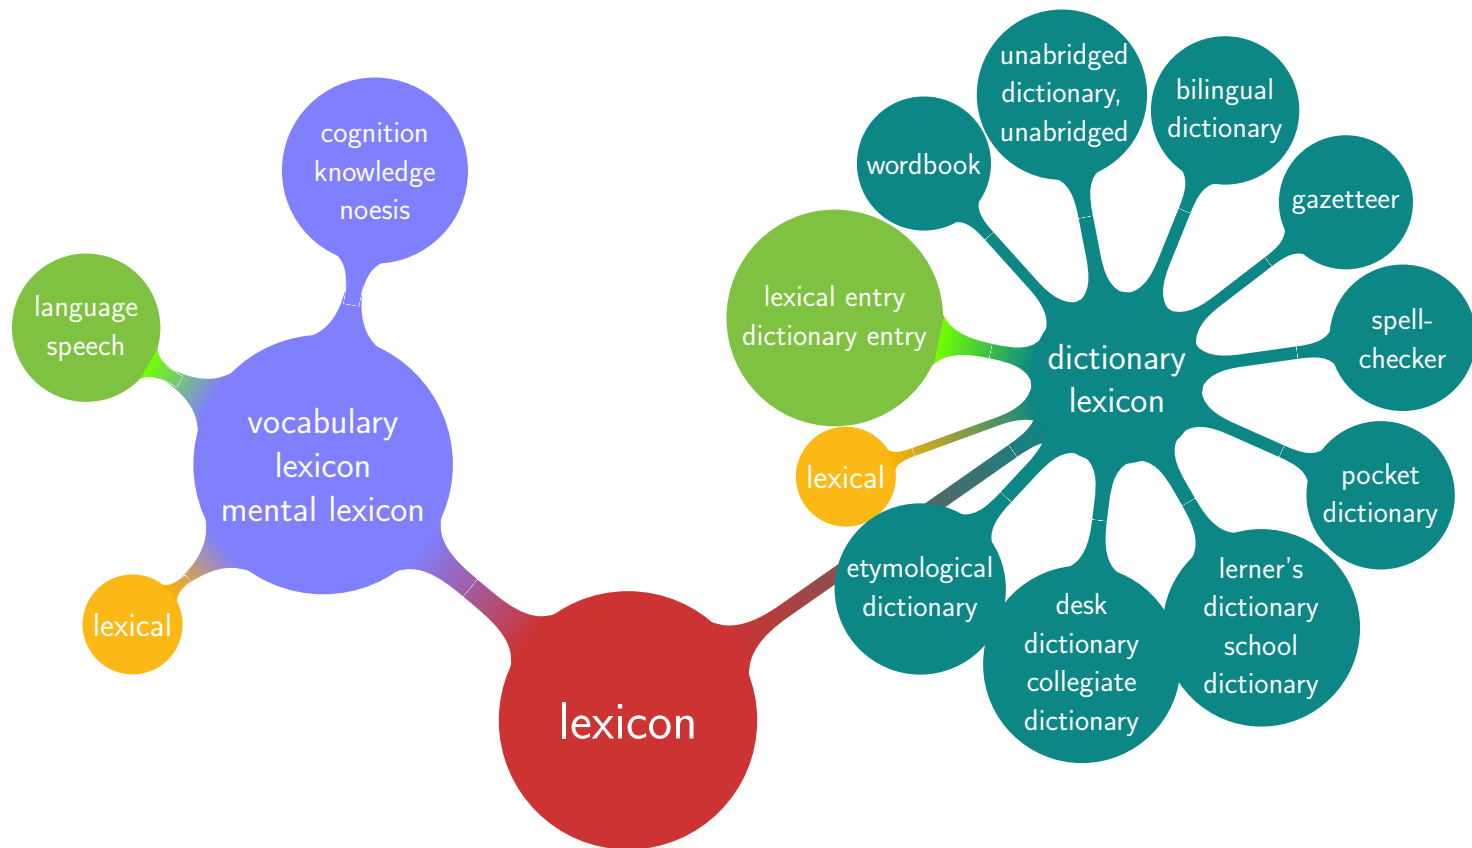 cognition
knowledge
noesis
language
speech
vocabulary
lexicon
mental lexicon
lexical
lexicon
unabridged
dictionary,
unabridged
bilingual
dictionary
wordbook
gazetteer
lexical entry
dictionary entry
spell-
checker
dictionary
lexicon
lexical
pocket
dictionary
etymological
dictionary
desk
dictionary
collegiate
dictionary
lerner's
dictionary
school
dictionary